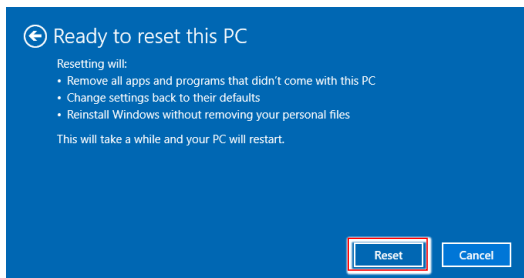 Ready to reset this PC
Resetting will:
• Remove all apps and programs that didn't come with this PC
• Change settings back to their defaults
• Reinstall Windows without removing your personal files
This will take a while and your PC will restart.
Reset
Cancel